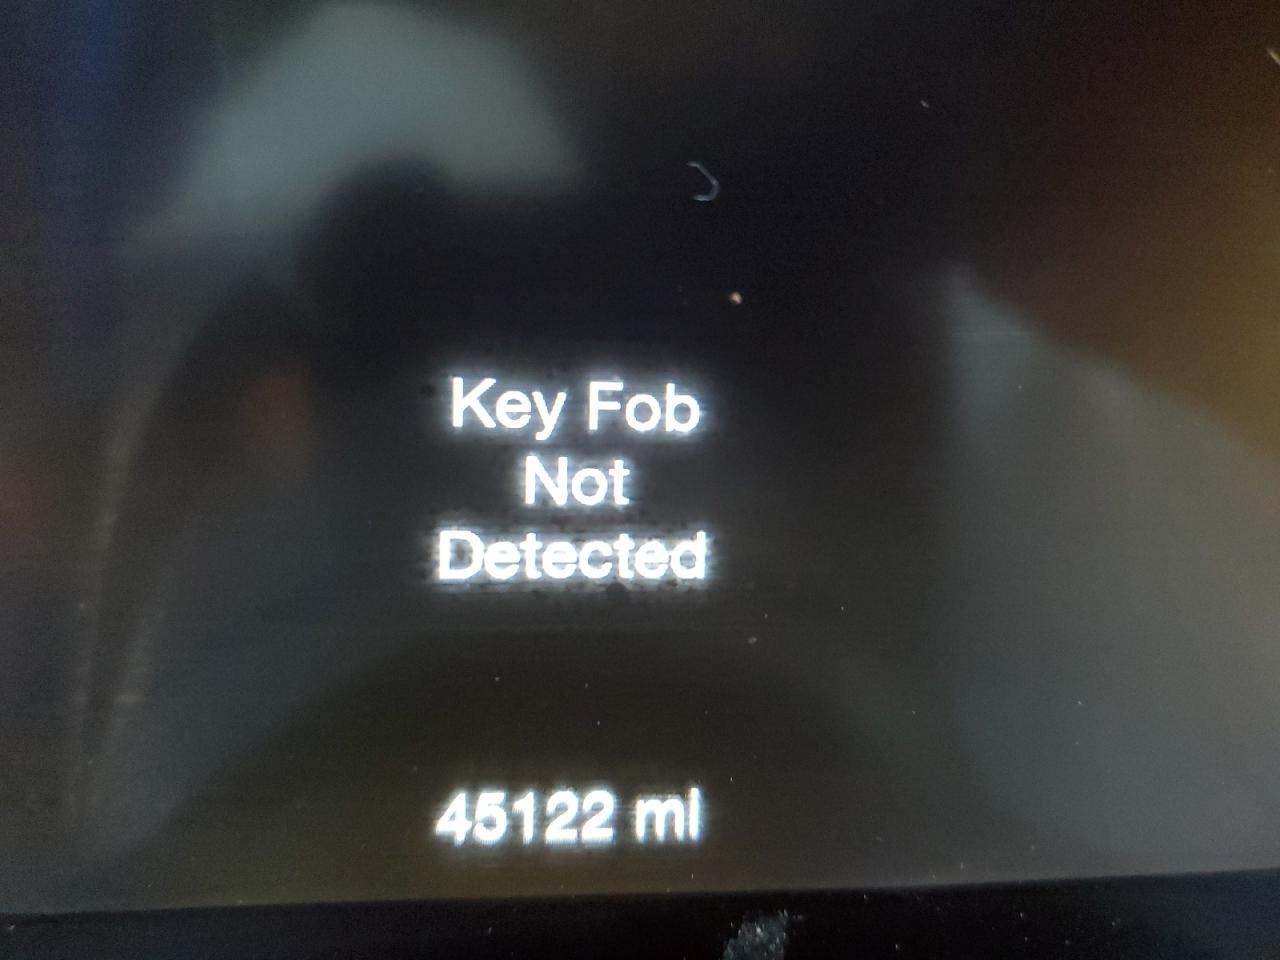 Key Fob
Not
Detected
45122 mi